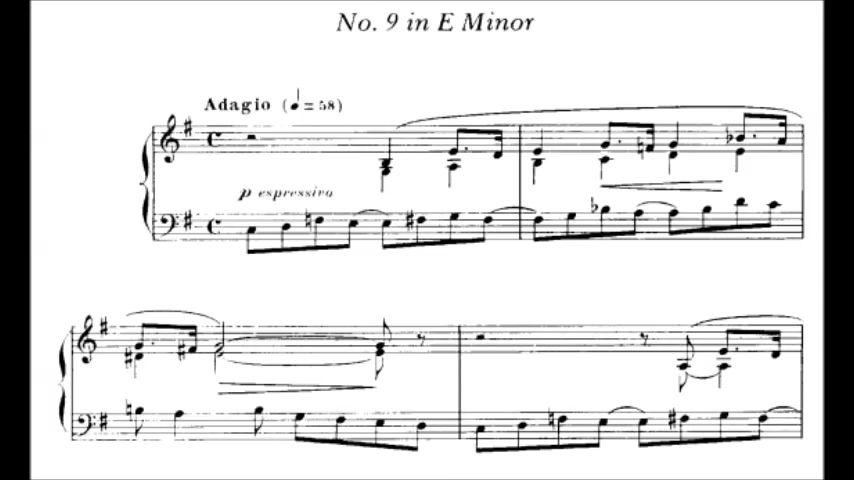 No. 9 in E Minor
Adagio (♩= 58)
p espressivo